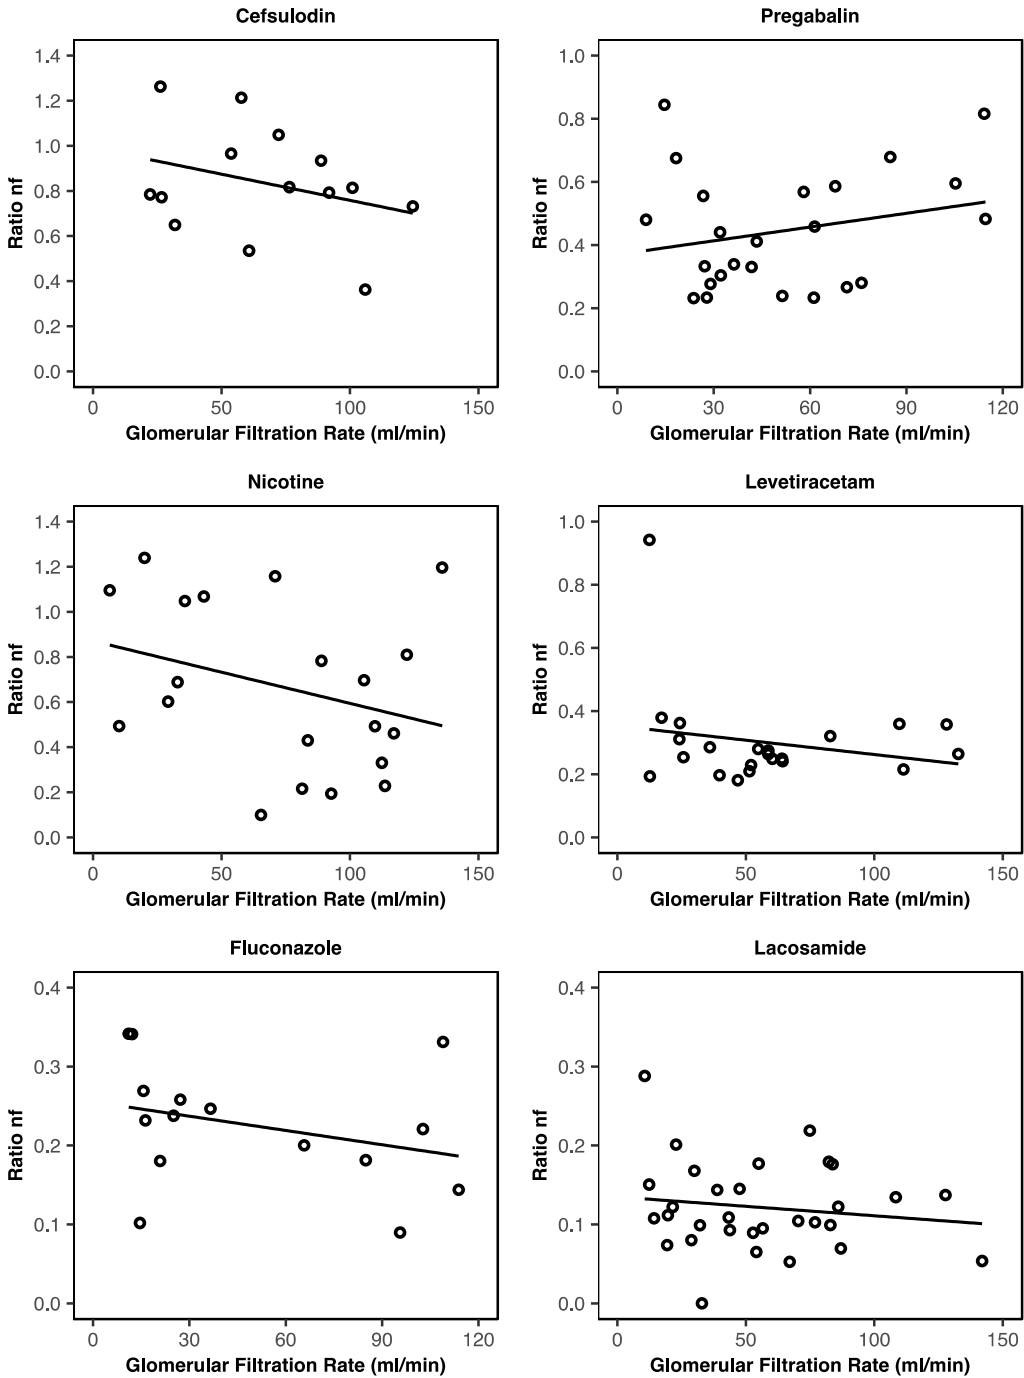 Cefsulodin
1.4
1.2
1.0
0.8
0.6
0.4
0.2
0.0
Ratio nf
0 50 100 150
Glomerular Filtration Rate (ml/min)
Pregabalin
1.0
0.8
0.6
0.4
0.2
0.0
Ratio nf
0 30 60 90 120
Glomerular Filtration Rate (ml/min)
Nicotine
1.4
1.2
1.0
0.8
0.6
0.4
0.2
0.0
Ratio nf
0 50 100 150
Glomerular Filtration Rate (ml/min)
Levetiracetam
1.0
0.8
0.6
0.4
0.2
0.0
Ratio nf
0 50 100 150
Glomerular Filtration Rate (ml/min)
Fluconazole
0.4
0.3
0.2
0.1
0.0
Ratio nf
0 30 60 90 120
Glomerular Filtration Rate (ml/min)
Lacosamide
0.4
0.3
0.2
0.1
0.0
Ratio nf
0 50 100 150
Glomerular Filtration Rate (ml/min)